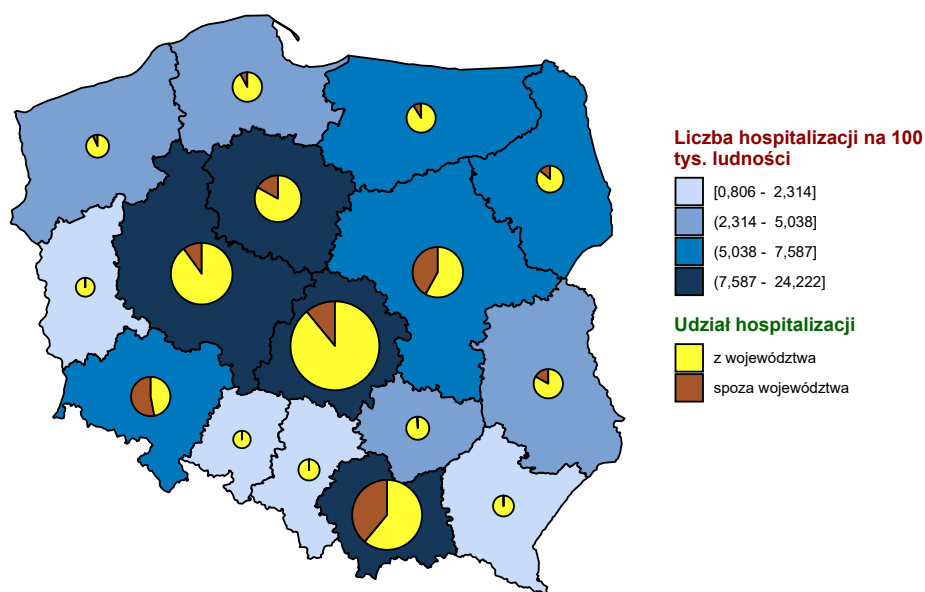 Liczba hospitalizacji na 100
tys. ludności
[0,806 - 2,314]
(2,314 - 5,038]
(5,038 - 7,587]
(7,587 - 24,222]
Udział hospitalizacji
z województwa
spoza województwa